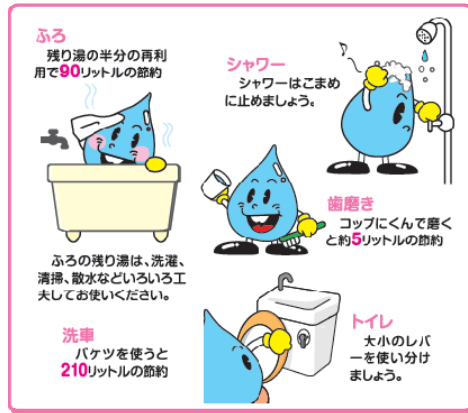 ふろ
残り湯の半分の再利
用で90リットルの節約
シャワー
シャワーはこまめ
に止めましょう。
歯磨き
コップにくんで磨く
と約5リットルの節約
ふろの残り湯は、洗濯、
清掃、散水などいろいろ工
夫してお使いください。
洗車
バケツを使うと
210リットルの節約
トイレ
大小のレバ
ーを使い分け
ましょう。